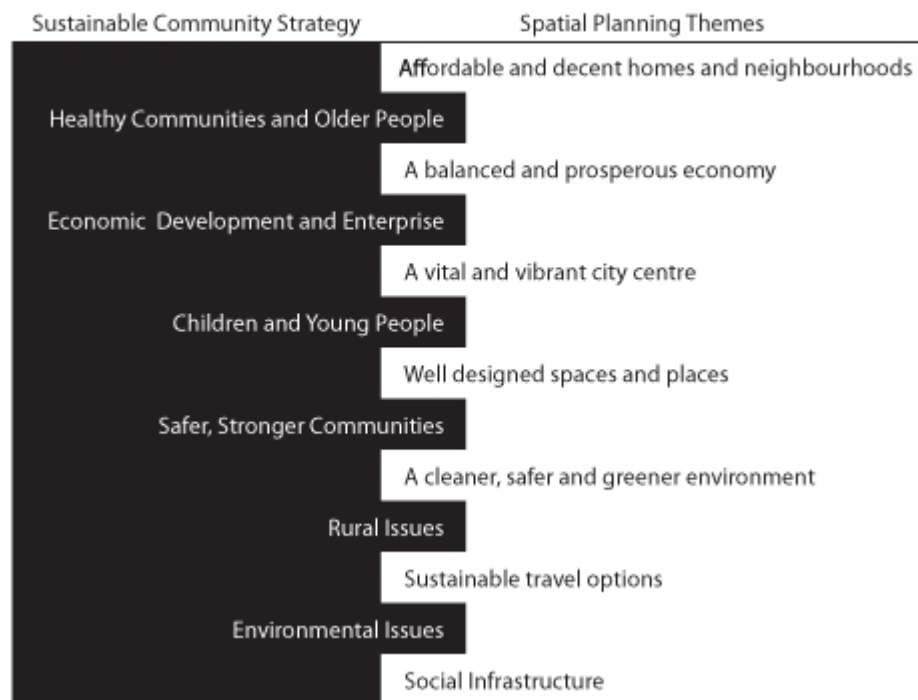 Sustainable Community Strategy Spatial Planning Themes
Affordable and decent homes and neighbourhoods
Healthy Communities and Older People
A balanced and prosperous economy
Economic Development and Enterprise
A vital and vibrant city centre
Children and Young People
Well designed spaces and places
Safer, Stronger Communities
A cleaner, safer and greener environment
Rural Issues
Sustainable travel options
Environmental Issues
Social Infrastructure